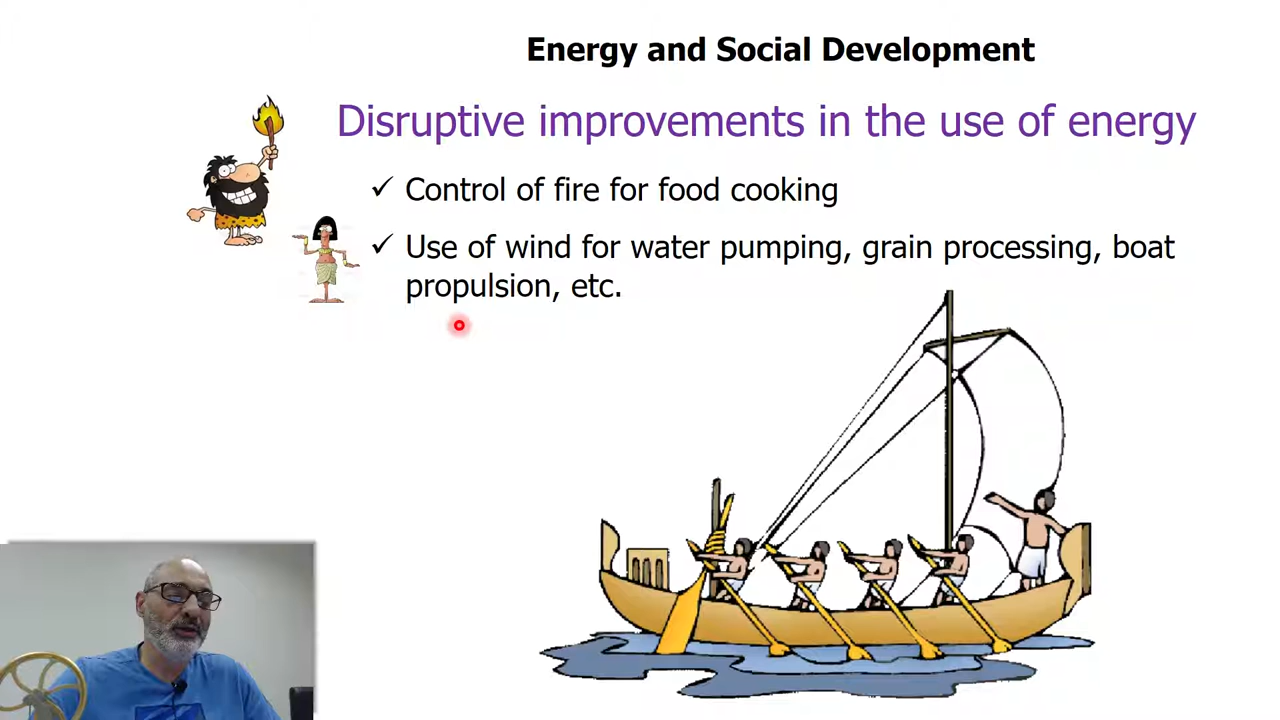 Energy and Social Development
Disruptive improvements in the use of energy
✓ Control of fire for food cooking
✓ Use of wind for water pumping, grain processing, boat
propulsion, etc.